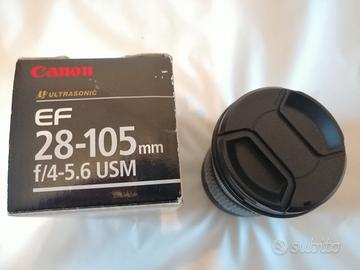 Canon
ULTRASONIC
EF
28-105mm
f/4-5.6 USM
subito